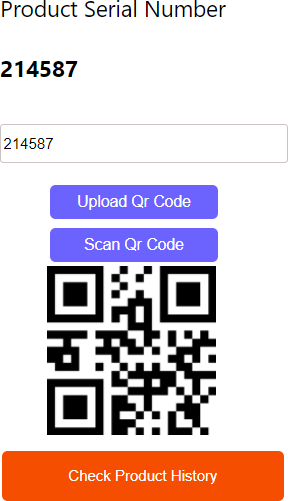 Product Serial Number
214587
214587
Upload Qr Code
Scan Qr Code
Check Product History